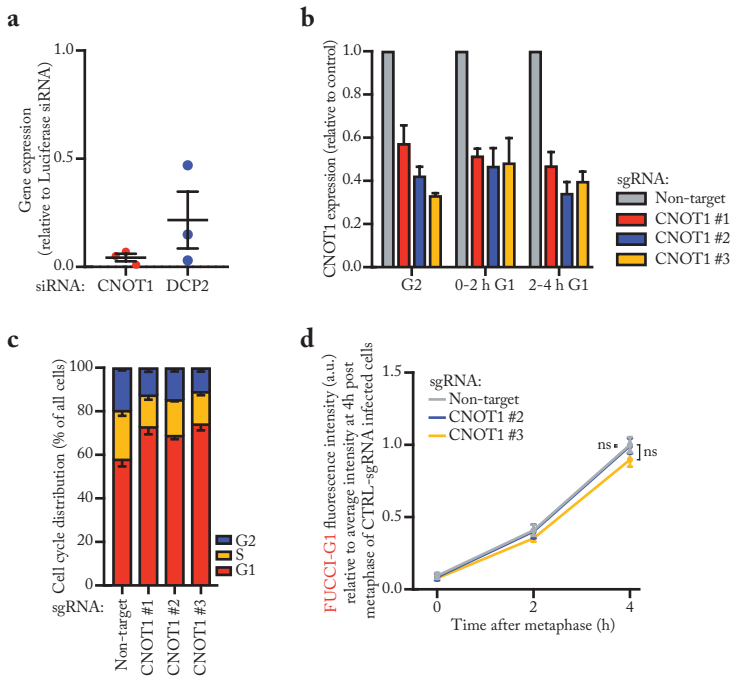 a
Gene expression
(relative to Luciferase siRNA)
1.0
0.5
0.0
siRNA: CNOT1 DCP2
b
CNOT1 expression (relative to control)
1.0
0.8
0.6
0.4
0.2
0.0
G2 0-2 h G1 2-4 h G1
sgRNA:
Non-target
CNOT1 #1
CNOT1 #2
CNOT1 #3
c
Cell cycle distribution (% of all cells)
100
80
60
40
20
0
G2
S
G1
sgRNA:
Non-target
CNOT1 #1
CNOT1 #2
CNOT1 #3
d
FUCCI-G1 fluorescence intensity (a.u.)
relative to average intensity at 4h post
metaphase of CTRL-sgRNA infected cells
1.5
1.0
0.5
0.0
sgRNA:
Non-target
CNOT1 #2
CNOT1 #3
ns
ns
0 2 4
Time after metaphase (h)